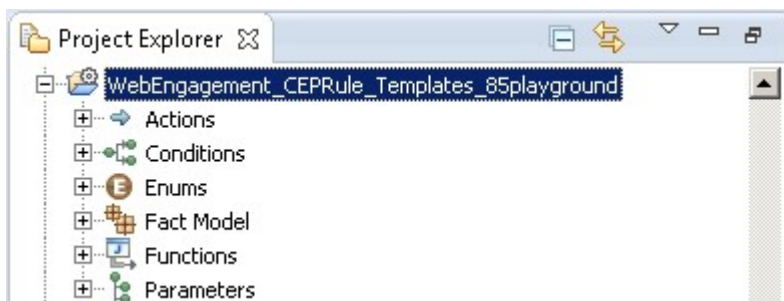 Project Explorer
WebEngagement_CEPRule_Templates_85playground
Actions
Conditions
Enums
Fact Model
Functions
Parameters